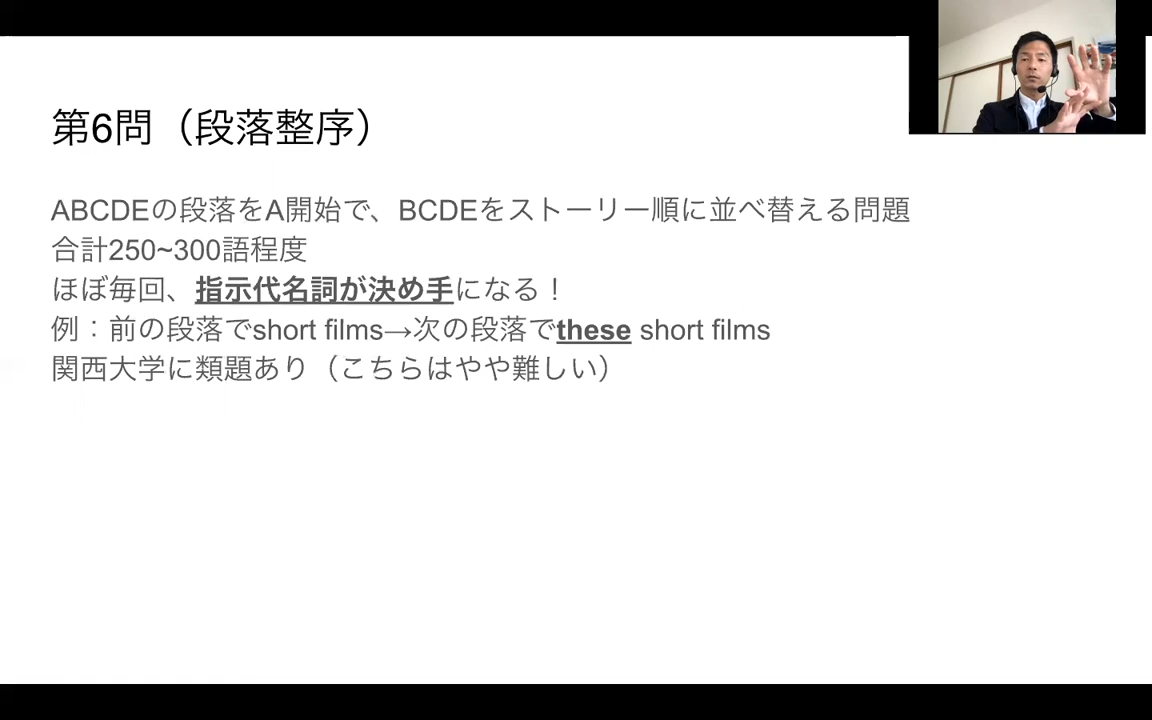 第6問（段落整序）
ABCDEの段落をA開始で、BCDEをストーリー順に並べ替える問題
合計250~300語程度
ほぼ毎回、指示代名詞が決め手になる！
例：前の段落でshort films→次の段落でthese short films
関西大学に類題あり（こちらはやや難しい）